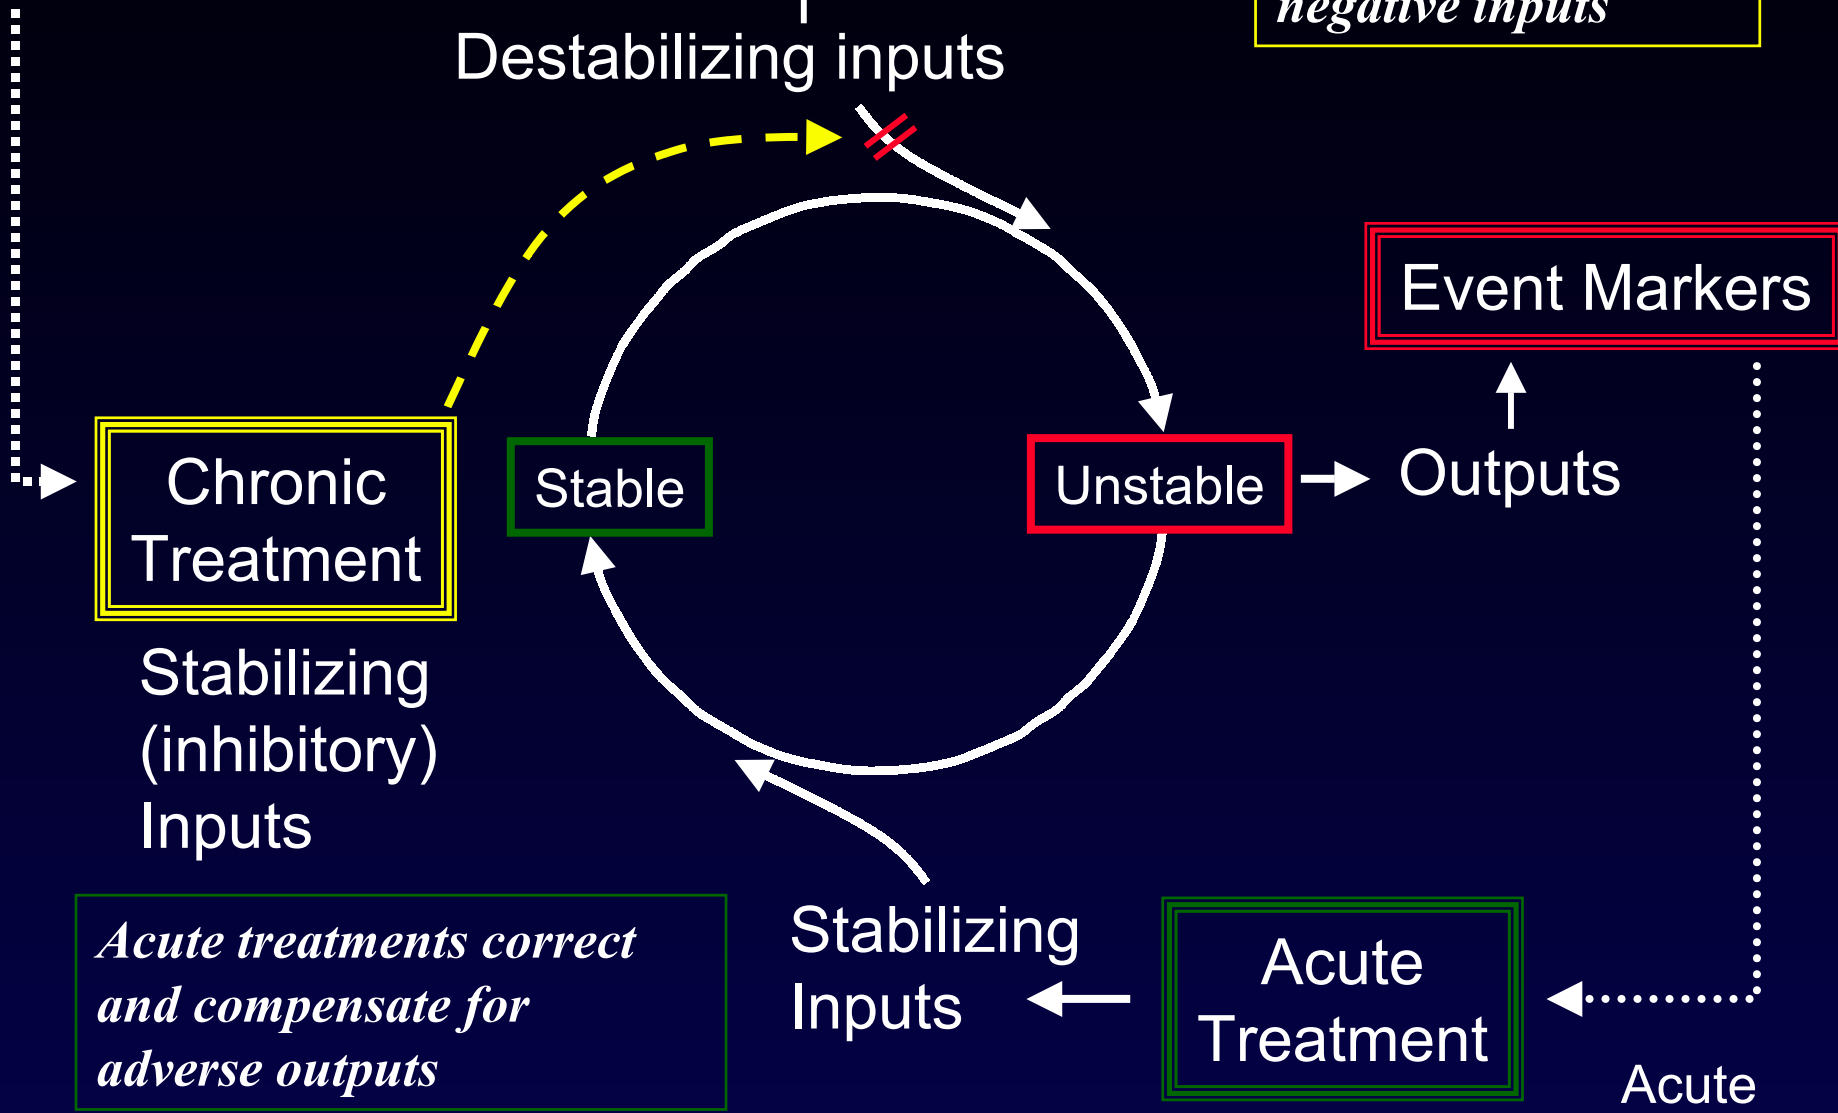 negative inputs
Destabilizing inputs
Event Markers
Chronic
Treatment
Stable
Unstable
Outputs
Stabilizing
(inhibitory)
Inputs
Acute treatments correct
and compensate for
adverse outputs
Stabilizing
Inputs
Acute
Treatment
Acute